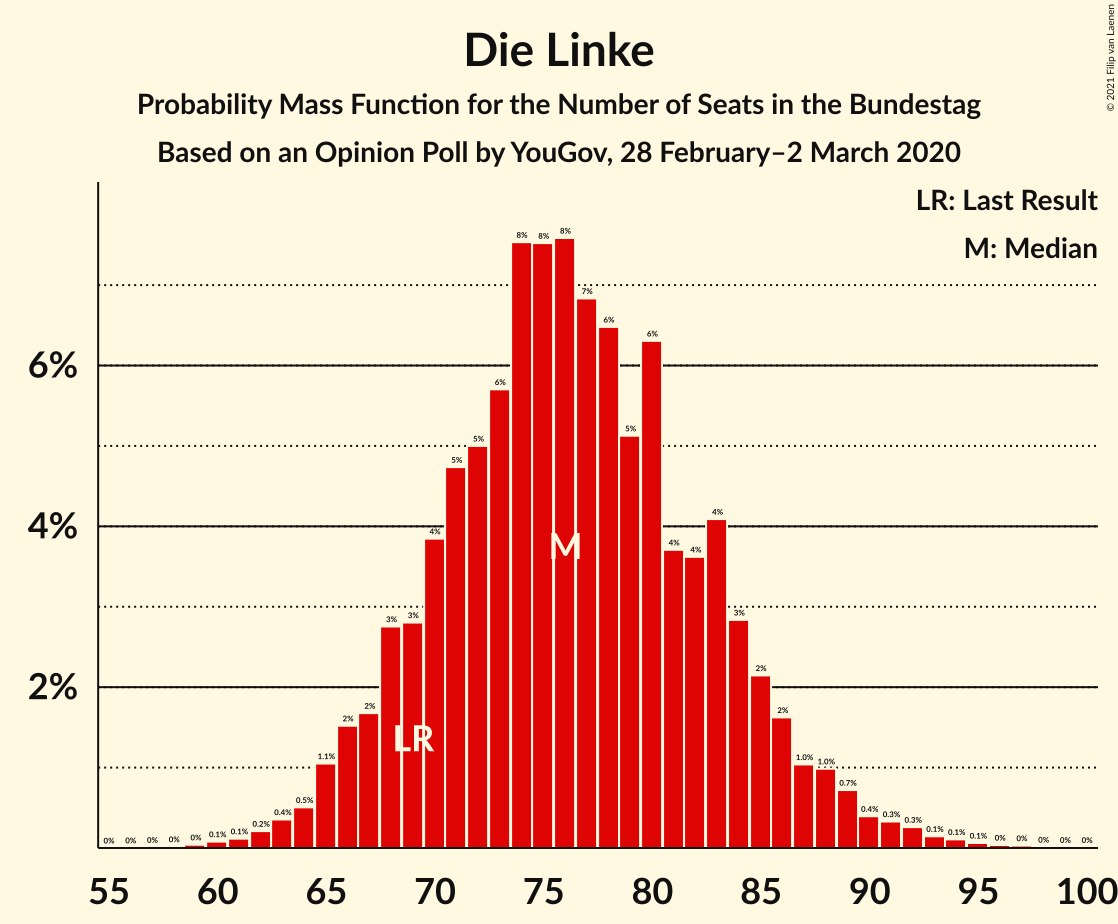 Die Linke
Probability Mass Function for the Number of Seats in the Bundestag
Based on an Opinion Poll by YouGov, 28 February–2 March 2020
© 2021 Filip van Laenen
LR: Last Result
M: Median
6%
4%
2%
0% 0% 0% 0% 0% 0.1% 0.1% 0.2% 0.4% 0.5% 1.1% 2% 2% 3% 3% 4% 5% 5% 6% 8% 8% 8% 7% 6% 5% 6% 4% 4% 4% 3% 2% 2% 1.0% 1.0% 0.7% 0.4% 0.3% 0.3% 0.1% 0.1% 0.1% 0% 0% 0% 0% 0%
M
LR
55 60 65 70 75 80 85 90 95 100